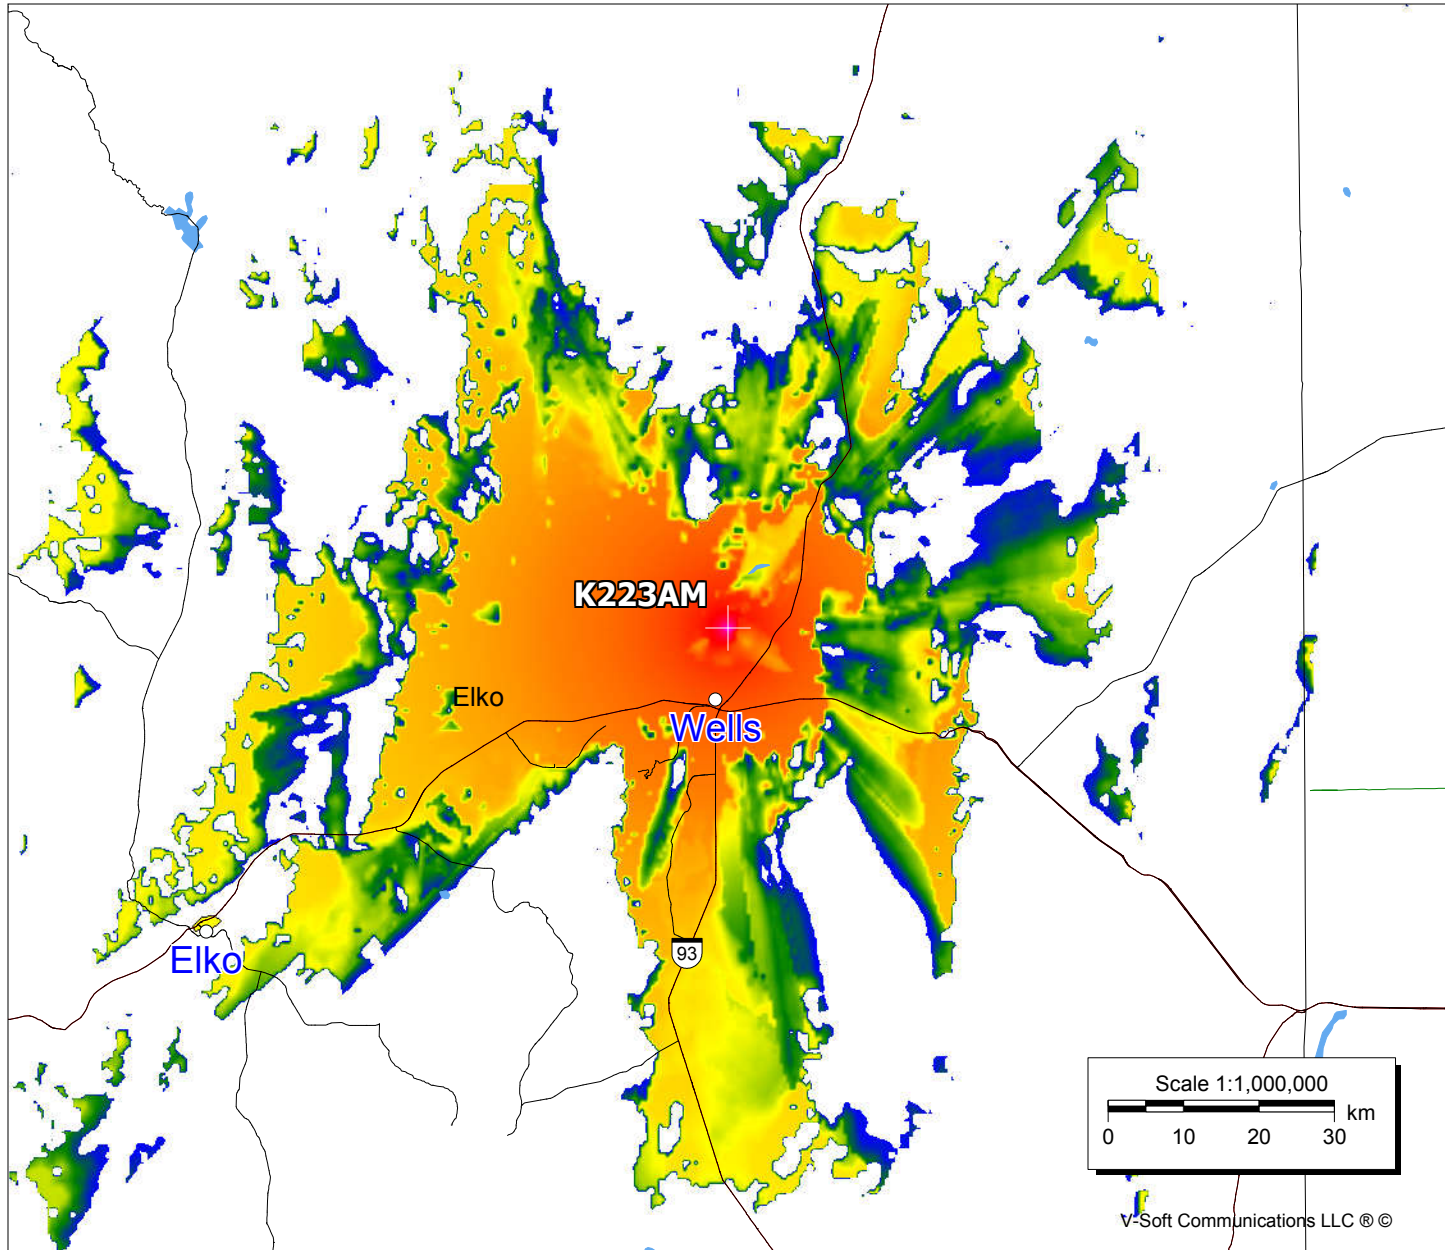 K223AM
Elko
Wells
Elko
93
Scale 1:1,000,000
km
0 10 20 30
V-Soft Communications LLC ® ©